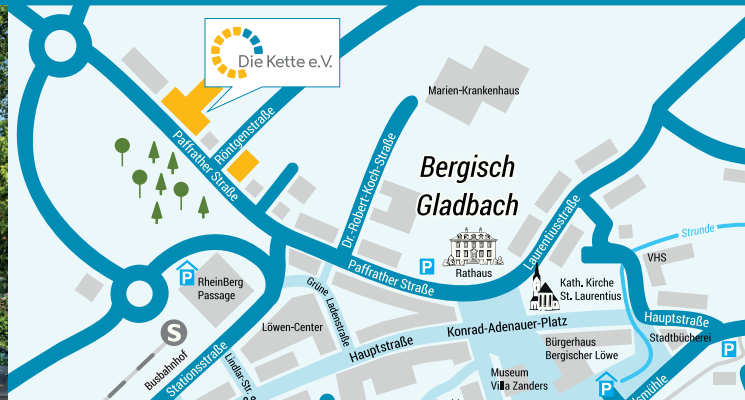 Die Kette e.V.
Marien-Krankenhaus
Röntgenstraße
Paffrather Straße
Dr.-Robert-Koch-Straße
Bergisch
Gladbach
Laurentiusstraße
Strunde
Rathaus
P
VHS
Paffrather Straße
P
RheinBerg
Passage
Kath. Kirche
St. Laurentius
Grüne Ladenstraße
Löwen-Center
S
Busbahnhof
Stationsstraße
Lindlar-Str.
Hauptstraße
Konrad-Adenauer-Platz
Hauptstraße
Stadtbücherei
P
Bürgerhaus
Bergischer Löwe
Museum
Villa Zanders
P